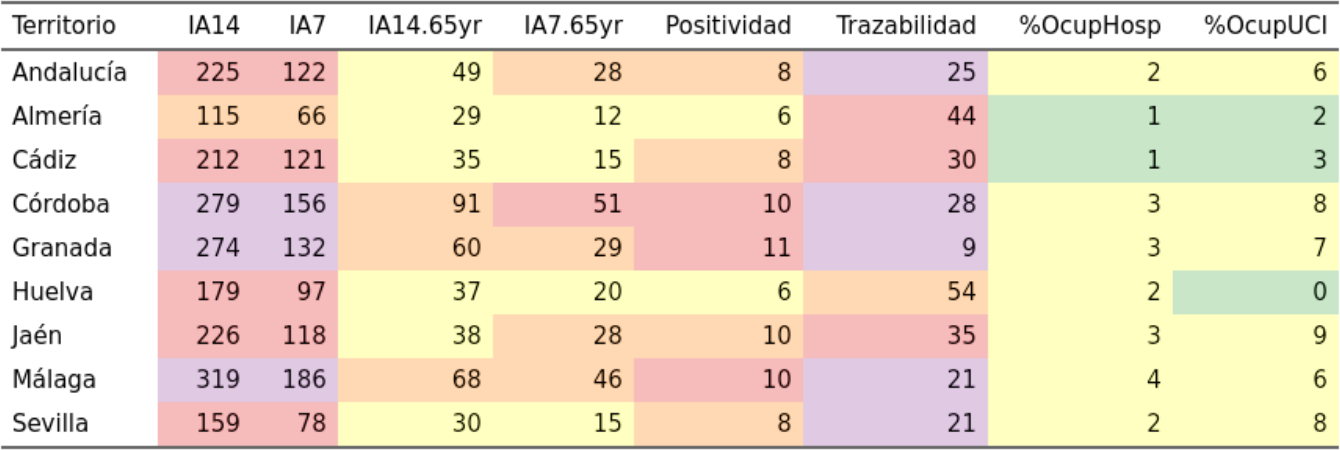 Territorio IA14 IA7 IA14.65yr IA7.65yr Positividad Trazabilidad %OcupHosp %OcupUCI
Andalucía 225 122 49 28 8 25 2 6
Almería 115 66 29 12 6 44 1 2
Cádiz 212 121 35 15 8 30 1 3
Córdoba 279 156 91 51 10 28 3 8
Granada 274 132 60 29 11 9 3 7
Huelva 179 97 37 20 6 54 2 0
Jaén 226 118 38 28 10 35 3 9
Málaga 319 186 68 46 10 21 4 6
Sevilla 159 78 30 15 8 21 2 8